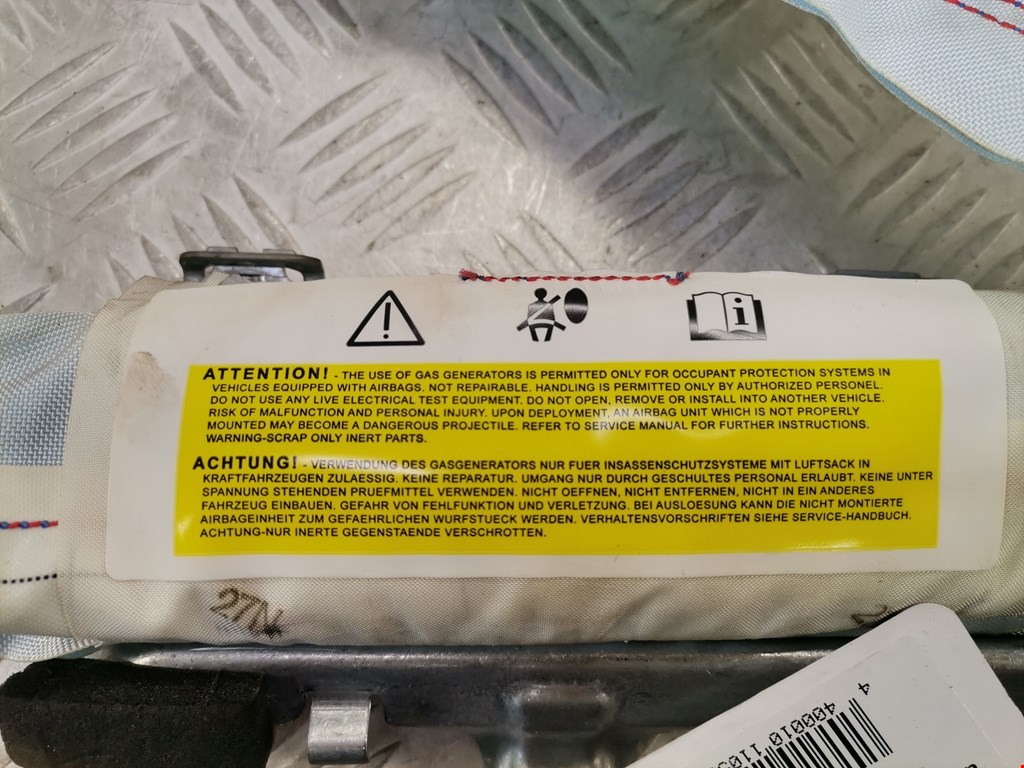 ATTENTION! - THE USE OF GAS GENERATORS IS PERMITTED ONLY FOR OCCUPANT PROTECTION SYSTEMS IN
VEHICLES EQUIPPED WITH AIRBAGS. NOT REPAIRABLE. HANDLING IS PERMITTED ONLY BY AUTHORIZED PERSONEL.
DO NOT USE ANY LIVE ELECTRICAL TEST EQUIPMENT. DO NOT OPEN, REMOVE OR INSTALL INTO ANOTHER VEHICLE.
RISK OF MALFUNCTION AND PERSONAL INJURY. UPON DEPLOYMENT, AN AIRBAG UNIT WHICH IS NOT PROPERLY
MOUNTED MAY BECOME A DANGEROUS PROJECTILE. REFER TO SERVICE MANUAL FOR FURTHER INSTRUCTIONS.
WARNING-SCRAP ONLY INERT PARTS.
ACHTUNG! - VERWENDUNG DES GASGENERATORS NUR FUER INSASSENSCHUTZSYSTEME MIT LUFTSACK IN
KRAFTFAHRZEUGEN ZULAESSIG. KEINE REPARATUR. UMGANG NUR DURCH GESCHULTES PERSONAL ERLAUBT. KEINE UNTER
SPANNUNG STEHENDEN PRUEFMITTEL VERWENDEN. NICHT OEFFNEN, NICHT ENTFERNEN, NICHT IN EIN ANDERES
FAHRZEUG EINBAUEN. GEFAHR VON FEHLFUNKTION UND VERLETZUNG. BEI AUSLOESUNG KANN DIE NICHT MONTIERTE
AIRBAGEINHEIT ZUM GEFAEHRLICHEN WURFSTUECK WERDEN. VERHALTENSVORSCHRIFTEN SIEHE SERVICE-HANDBUCH.
ACHTUNG-NUR INERTE GEGENSTAENDE VERSCHROTTEN.
4 400010 1105